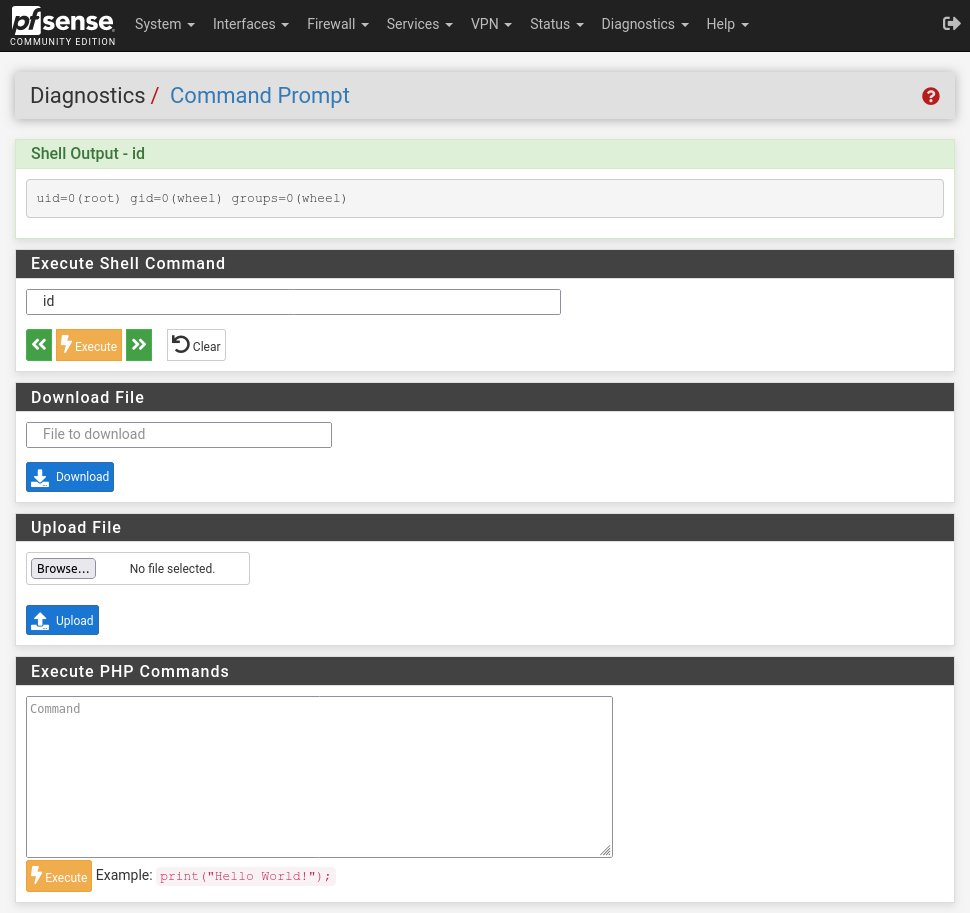 pfsense
COMMUNITY EDITION
System Interfaces Firewall Services VPN Status Diagnostics Help
Diagnostics / Command Prompt
Shell Output - id
uid=0(root) gid=0(wheel) groups=0(wheel)
Execute Shell Command
id
Execute Clear
Download File
File to download
Download
Upload File
Browse... No file selected.
Upload
Execute PHP Commands
Command
Execute Example: print("Hello World!");